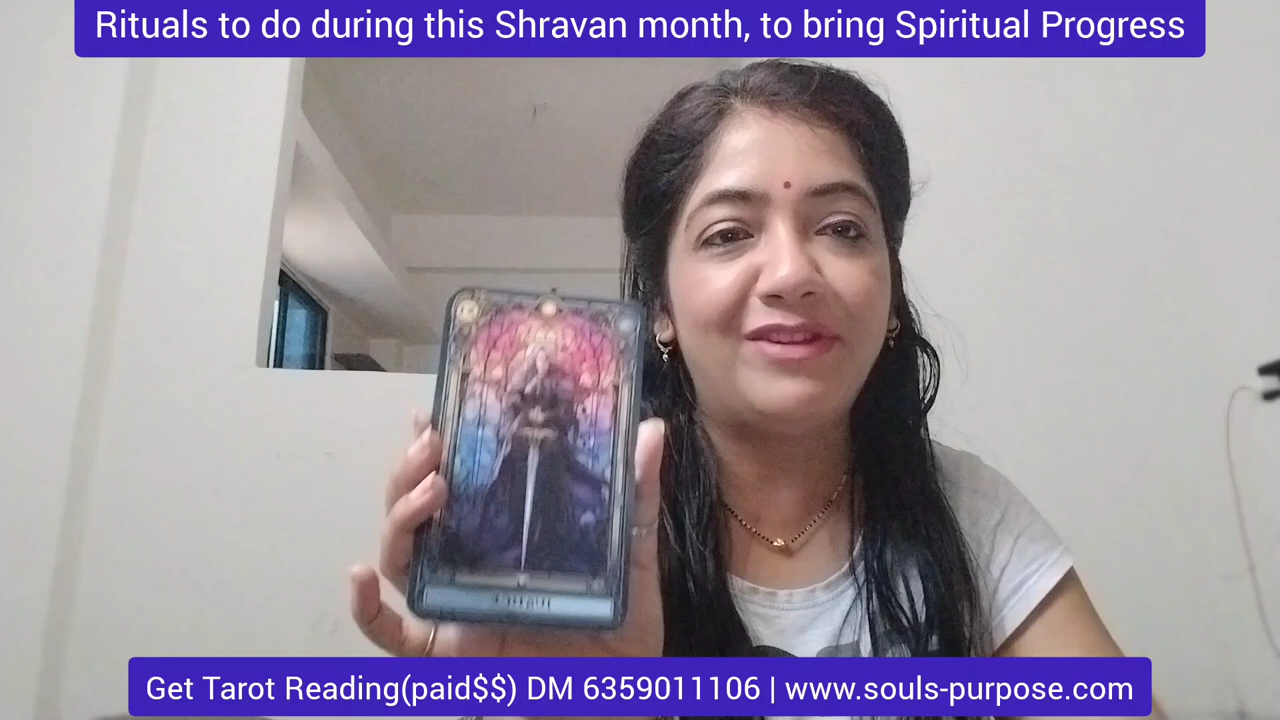 Rituals to do during this Shravan month, to bring Spiritual Progress
Get Tarot Reading(paid$$) DM 6359011106 | www.souls-purpose.com